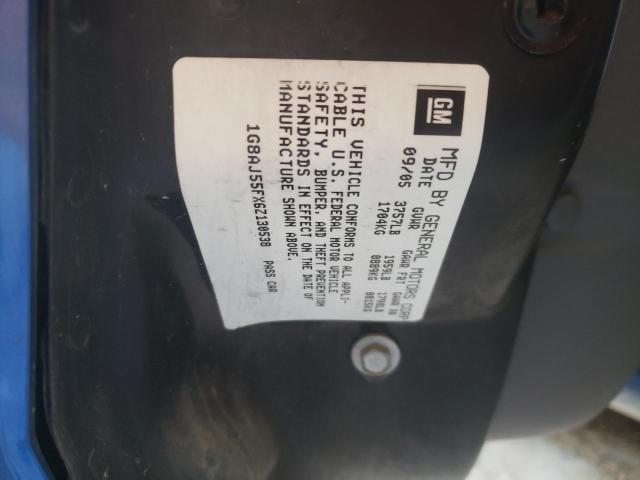 GM
MFD BY GENERAL MOTORS CORP
DATE GVWR GAWR FRT GAWR RR
09/05 3757LB 1959LB 1798LB
1704KG 0889KG 0815KG
THIS VEHICLE CONFORMS TO ALL APPLI-
CABLE U.S. FEDERAL MOTOR VEHICLE
SAFETY, BUMPER, AND THEFT PREVENTION
STANDARDS IN EFFECT ON THE DATE OF
MANUFACTURE SHOWN ABOVE.
1G8AJ55FX6Z130538 PASS CAR